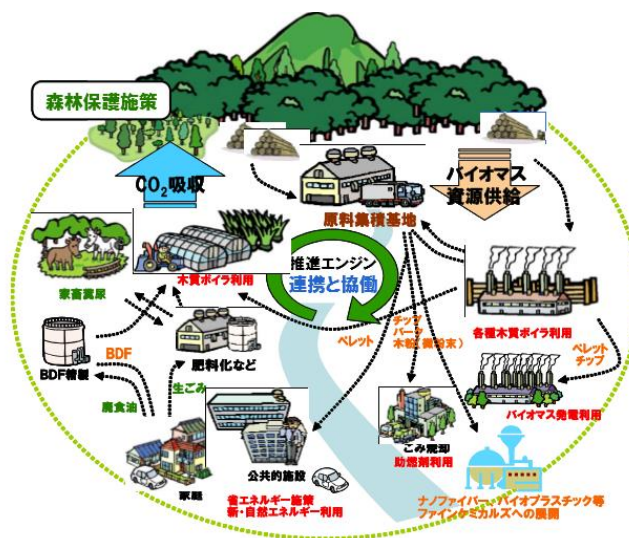 森林保護施策
CO₂吸収
バイオマス
資源供給
原料集積基地
推進エンジン
連携と協働
家畜糞尿
木質ボイラ利用
各種木質ボイラ利用
BDF
BDF精製
肥料化など
ペレット
チップ
バーク
木粉(微粉末)
ペレット
チップ
廃食油
生ごみ
バイオマス発電利用
家庭
公共的施設
ごみ焼却
助燃剤利用
省エネルギー施策
新・自然エネルギー利用
ナノファイバー、バイオプラスチック等
ファインケミカルズへの展開